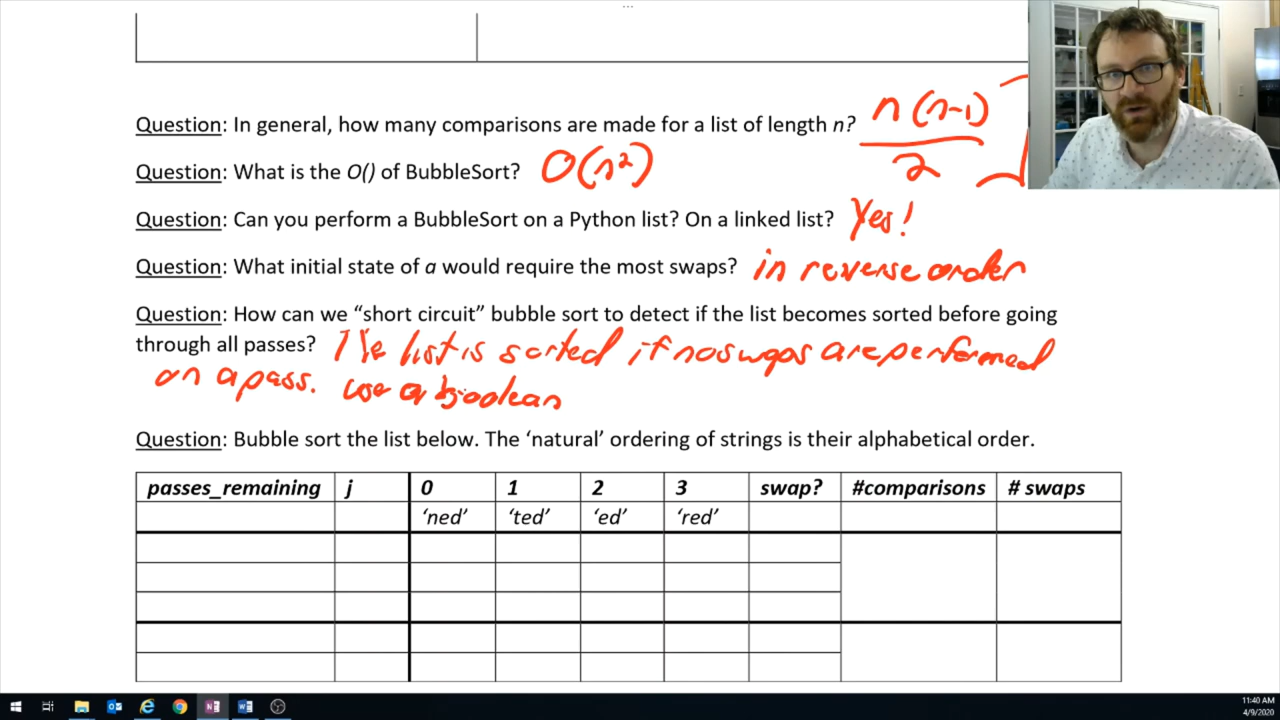 Question: In general, how many comparisons are made for a list of length n? n(n-1)
2
Question: What is the O() of BubbleSort? O(n²)
Question: Can you perform a BubbleSort on a Python list? On a linked list? Yes!
Question: What initial state of a would require the most swaps? in reverse order
Question: How can we “short circuit” bubble sort to detect if the list becomes sorted before going
through all passes? The list is sorted if no swaps are performed
on a pass. Use a boolean
Question: Bubble sort the list below. The ‘natural’ ordering of strings is their alphabetical order.
passes_remaining j 0 1 2 3 swap? #comparisons # swaps
‘ned’ ‘ted’ ‘ed’ ‘red’
11:40 AM
4/9/2020